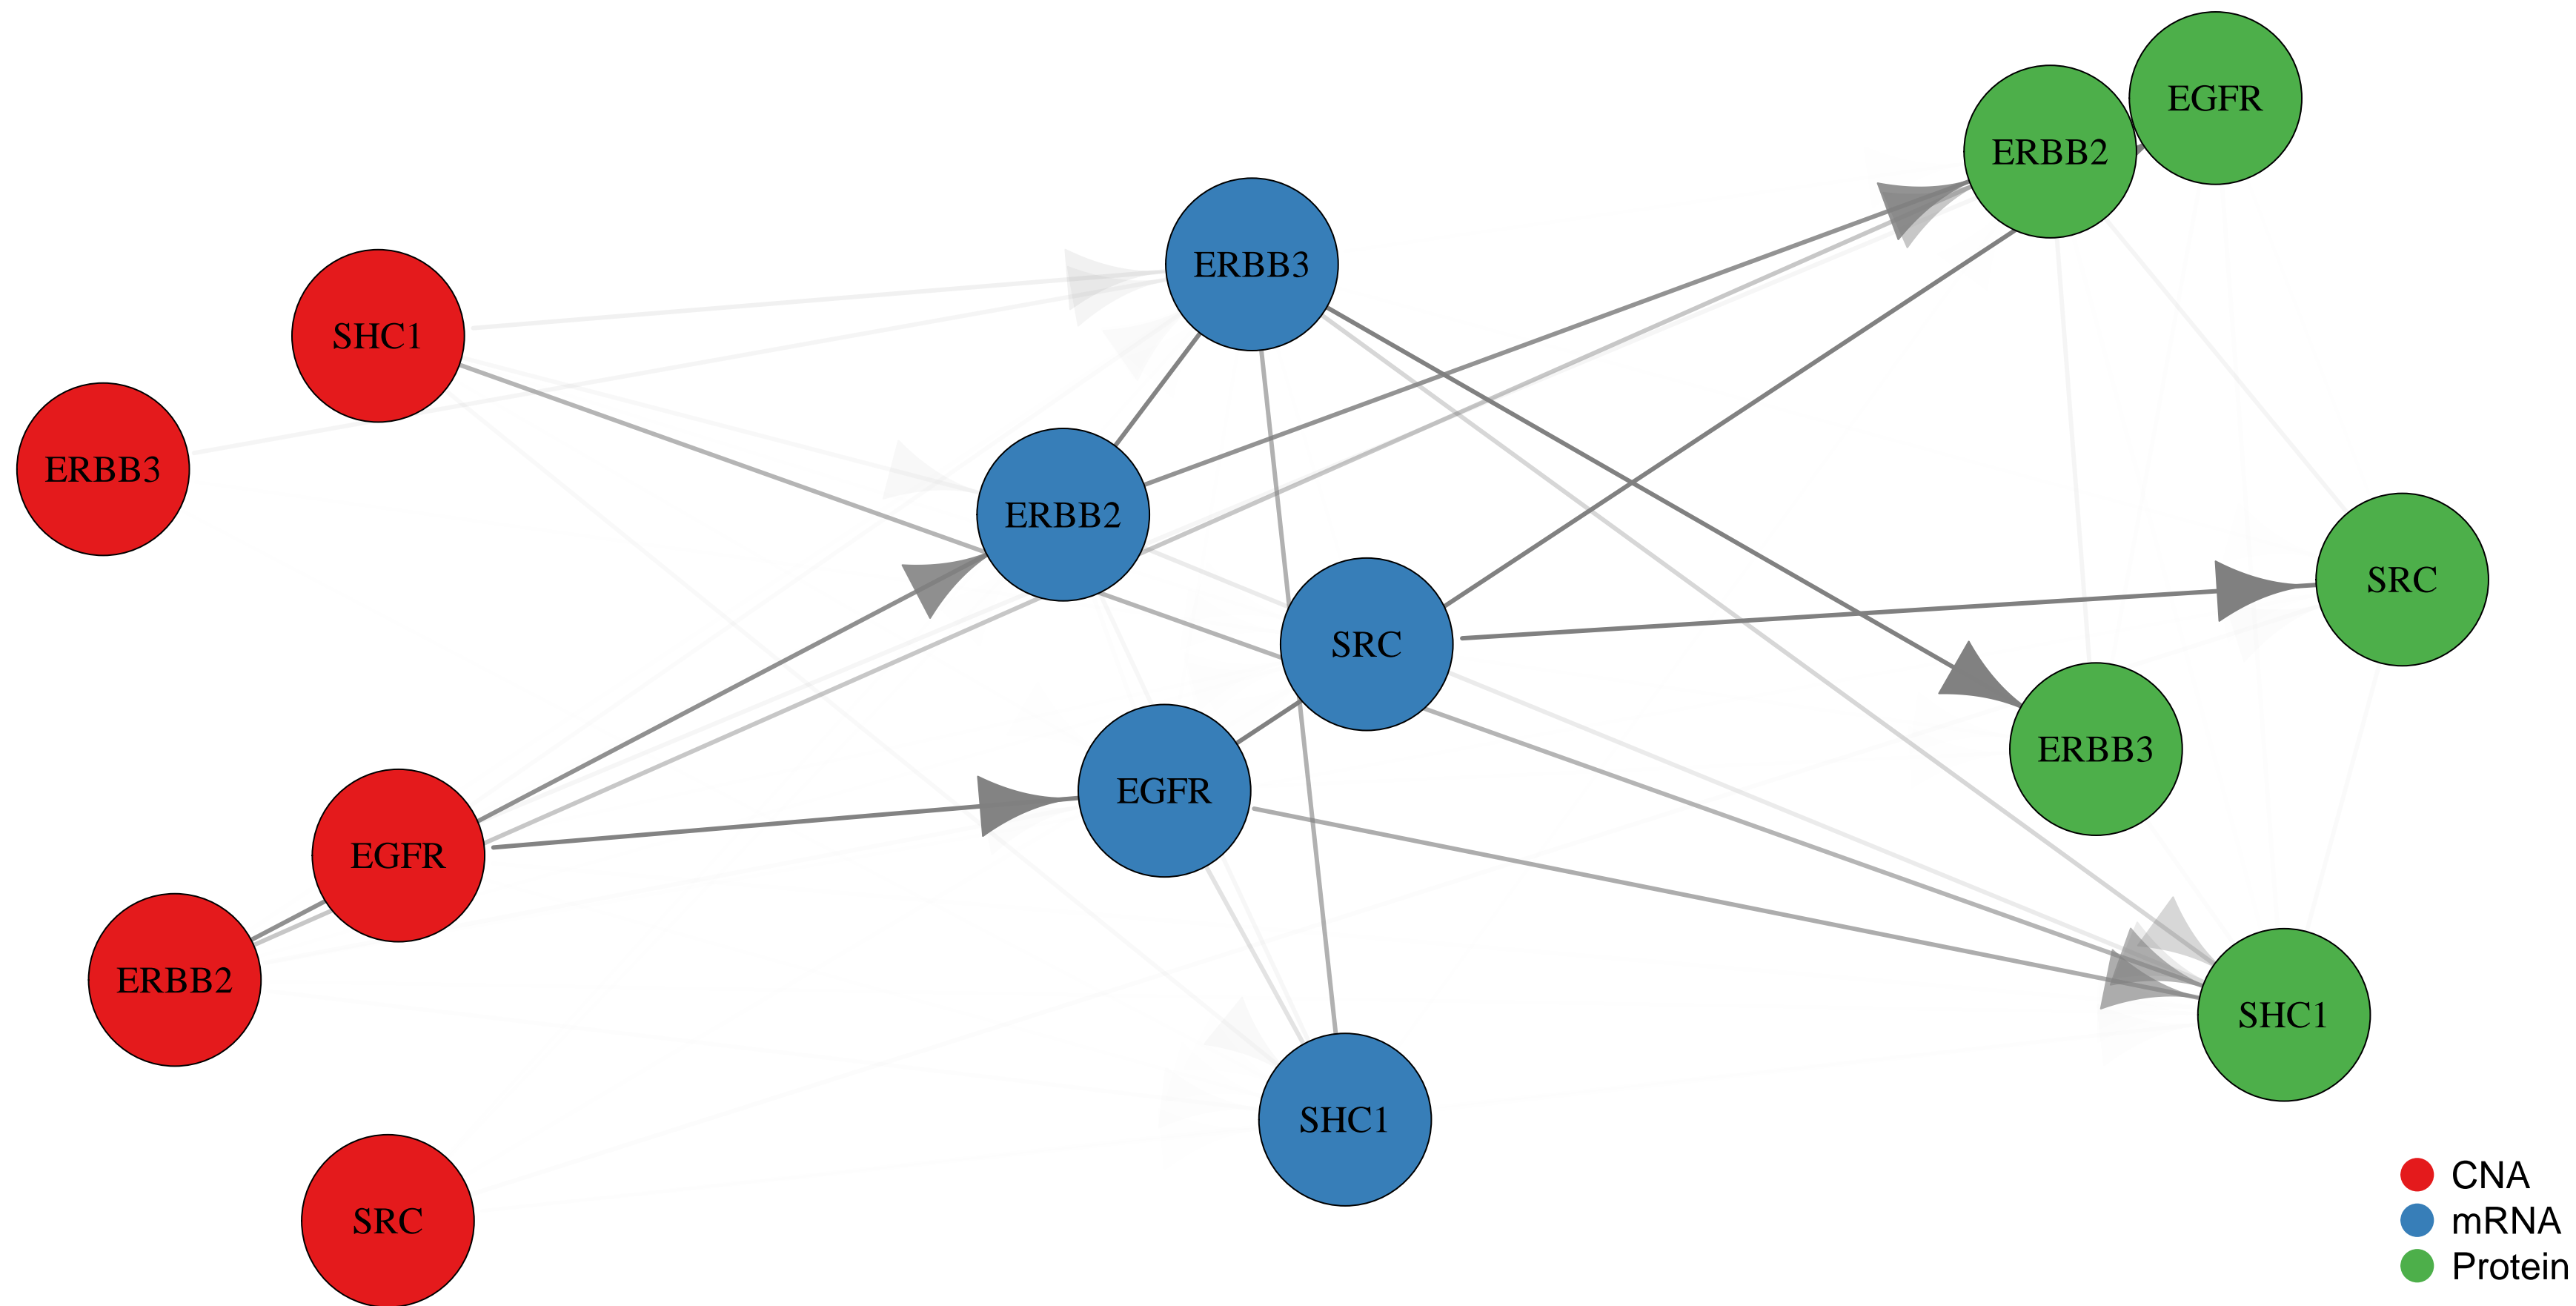 EGFR
ERBB2
ERBB3
SHC1
ERBB3
ERBB2
SRC
SRC
ERBB3
EGFR
EGFR
ERBB2
SHC1
SHC1
SRC
CNA
mRNA
Protein